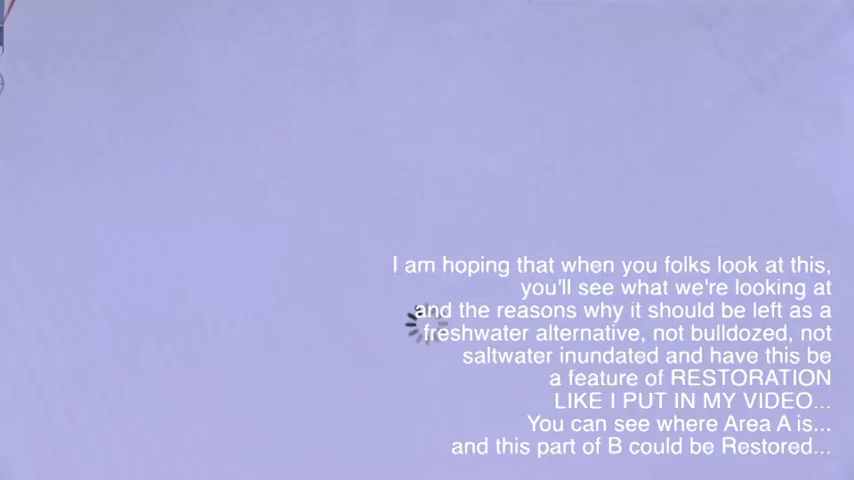 I am hoping that when you folks look at this,
you'll see what we're looking at
and the reasons why it should be left as a
freshwater alternative, not bulldozed, not
saltwater inundated and have this be
a feature of RESTORATION
LIKE I PUT IN MY VIDEO...
You can see where Area A is...
and this part of B could be Restored...